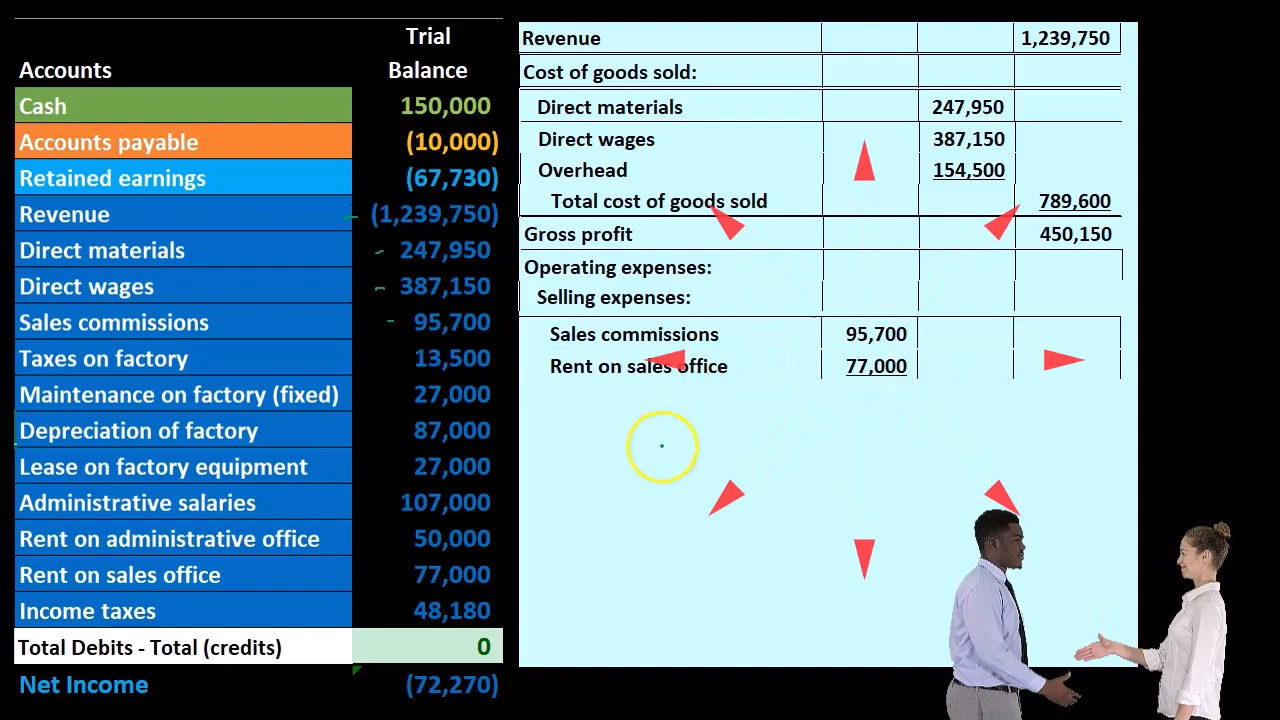 Trial
Accounts Balance
Cash 150,000
Accounts payable (10,000)
Retained earnings (67,730)
Revenue (1,239,750)
Direct materials 247,950
Direct wages 387,150
Sales commissions 95,700
Taxes on factory 13,500
Maintenance on factory (fixed) 27,000
Depreciation of factory 87,000
Lease on factory equipment 27,000
Administrative salaries 107,000
Rent on administrative office 50,000
Rent on sales office 77,000
Income taxes 48,180
Total Debits - Total (credits) 0
Net Income (72,270)
Revenue 1,239,750
Cost of goods sold:
Direct materials 247,950
Direct wages 387,150
Overhead 154,500
Total cost of goods sold 789,600
Gross profit 450,150
Operating expenses:
Selling expenses:
Sales commissions 95,700
Rent on sales office 77,000